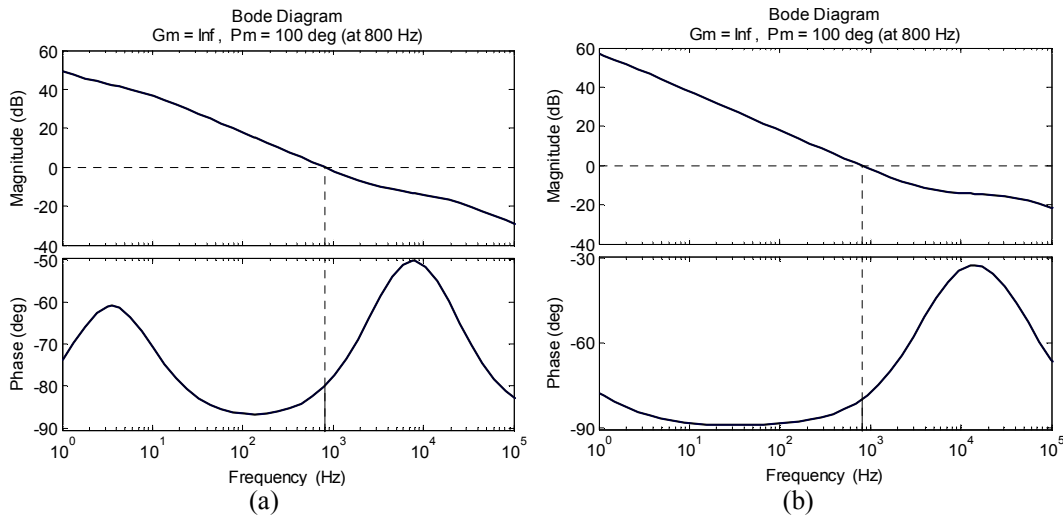 Bode Diagram
Gm = Inf , Pm = 100 deg (at 800 Hz)
60
40
20
0
-20
-40
Magnitude (dB)
-50
-60
-70
-80
-90
Phase (deg)
10^0 10^1 10^2 10^3 10^4 10^5
Frequency (Hz)
(a)
Bode Diagram
Gm = Inf , Pm = 100 deg (at 800 Hz)
60
40
20
0
-20
-40
Magnitude (dB)
-30
-60
-90
Phase (deg)
10^0 10^1 10^2 10^3 10^4 10^5
Frequency (Hz)
(b)